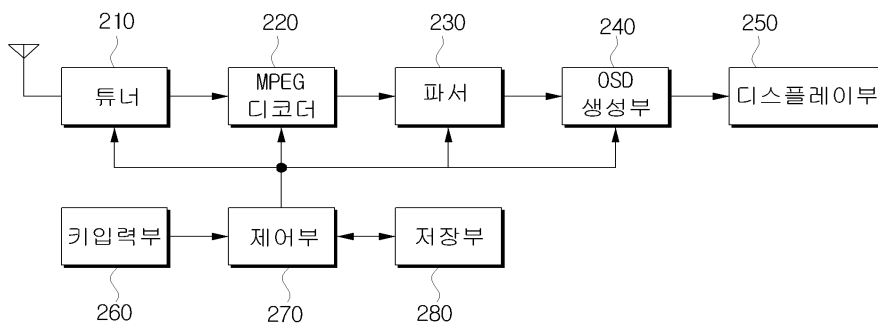 210
220
230
240
250
튜너
MPEG
디코더
파서
OSD
생성부
디스플레이부
키입력부
제어부
저장부
260
270
280